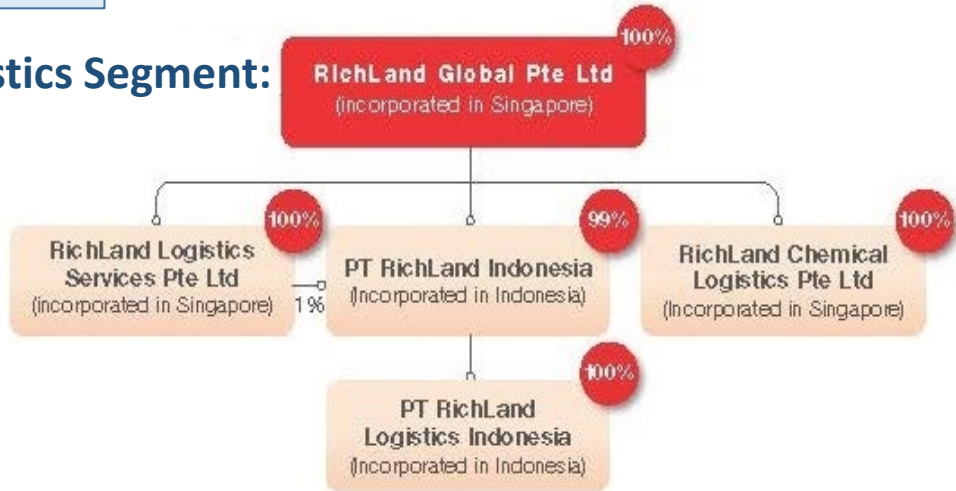 stics Segment:
100%
RichLand Global Pte Ltd
(incorporated in Singapore)
100%
RichLand Logistics
Services Pte Ltd
(incorporated in Singapore)
1%
99%
PT RichLand Indonesia
(Incorporated in Indonesia)
100%
RichLand Chemical
Logistics Pte Ltd
(Incorporated in Singapore)
100%
PT RichLand
Logistics Indonesia
(Incorporated in Indonesia)